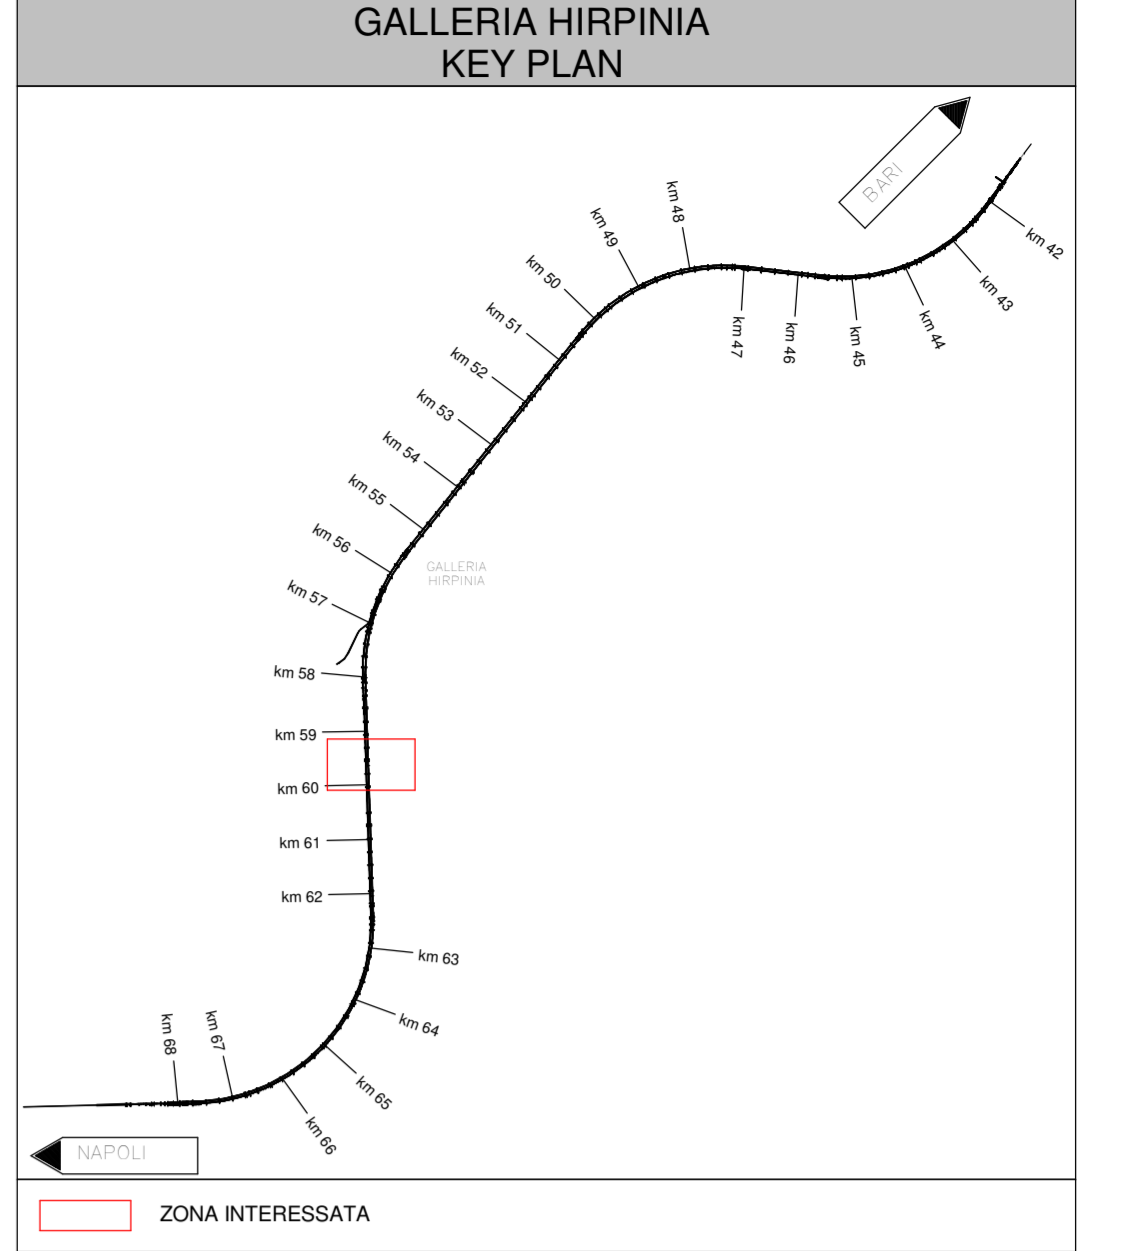 GALLERIA HIRPINIA
KEY PLAN
BARI
km 42
km 43
km 44
km 45
km 46
km 47
km 48
km 49
km 50
km 51
km 52
km 53
km 54
km 55
km 56
GALLERIA
HIRPINIA
km 57
km 58
km 59
km 60
km 61
km 62
km 63
km 64
km 65
km 66
km 67
km 68
NAPOLI
ZONA INTERESSATA